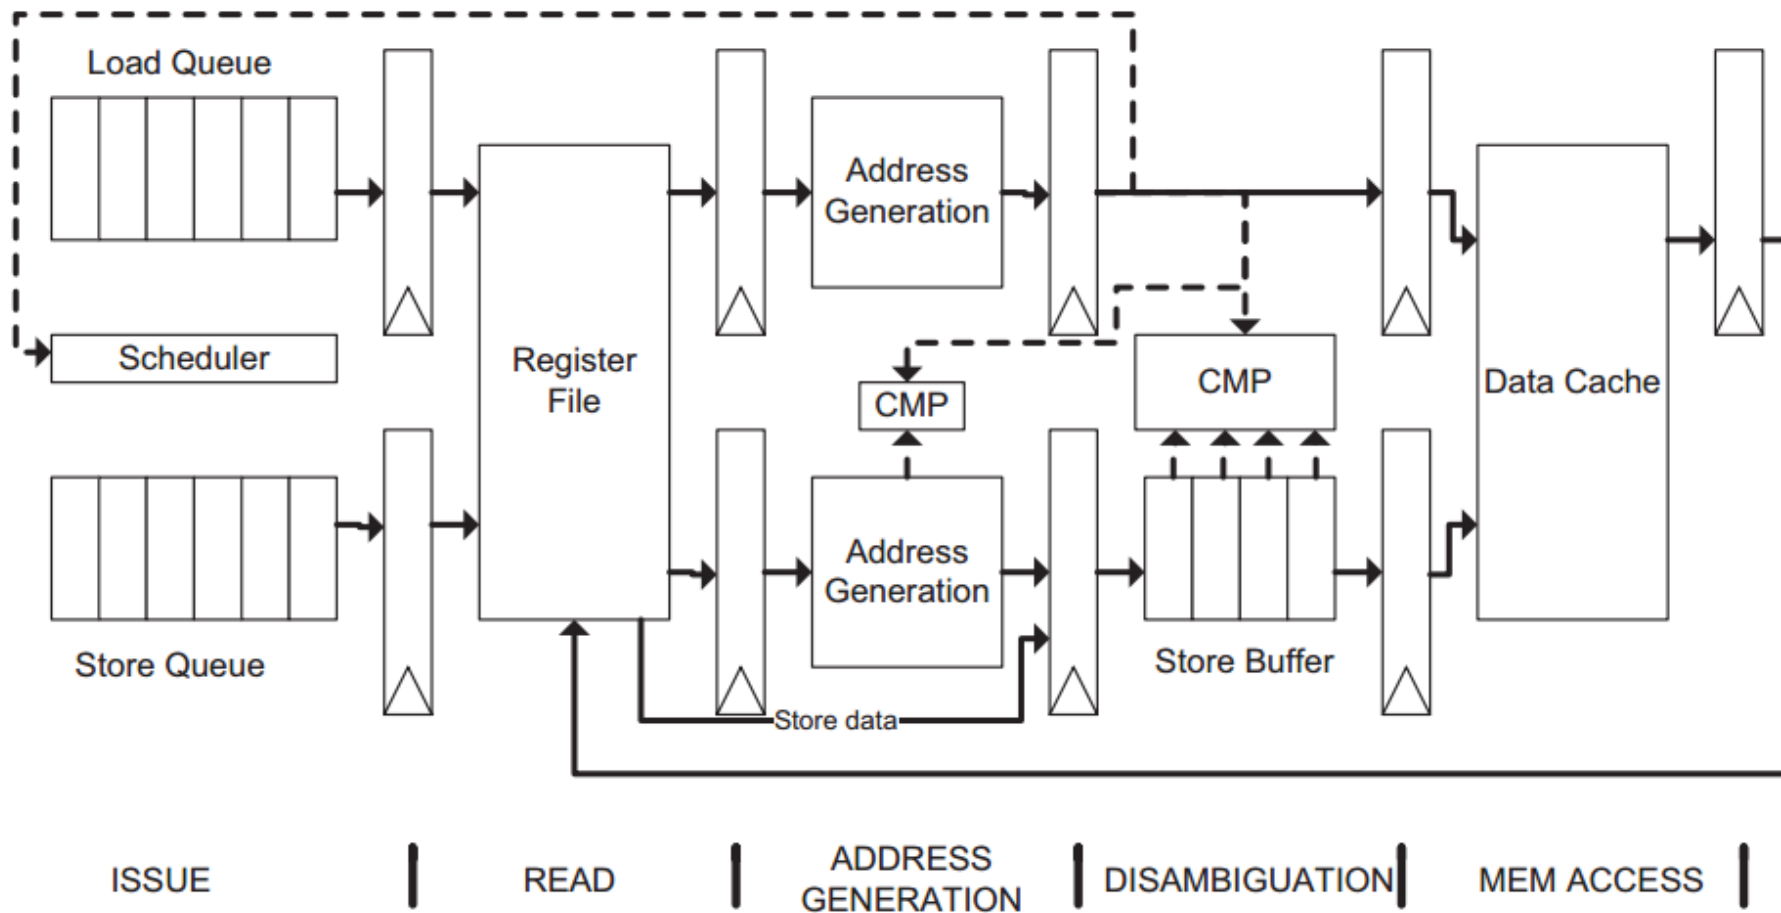 Load Queue
Scheduler
Store Queue
Register
File
Address
Generation
CMP
Address
Generation
Store data
CMP
Store Buffer
Data Cache
ISSUE
READ
ADDRESS
GENERATION
DISAMBIGUATION
MEM ACCESS